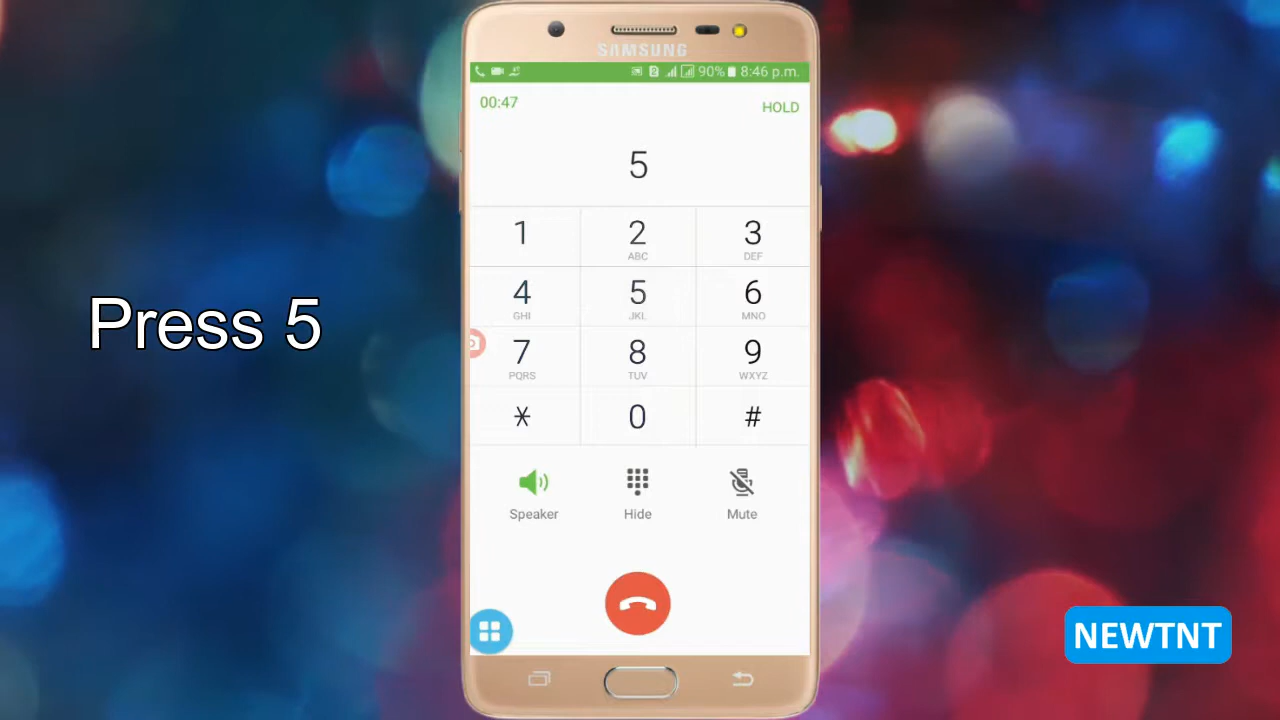 SAMSUNG
90% 8:46 p.m.
00:47
HOLD
5
1
2
3
ABC
DEF
4
5
6
GHI
JKL
MNO
Press 5
7
8
9
PQRS
TUV
WXYZ
*
0
#
Speaker
Hide
Mute
NEWTNT